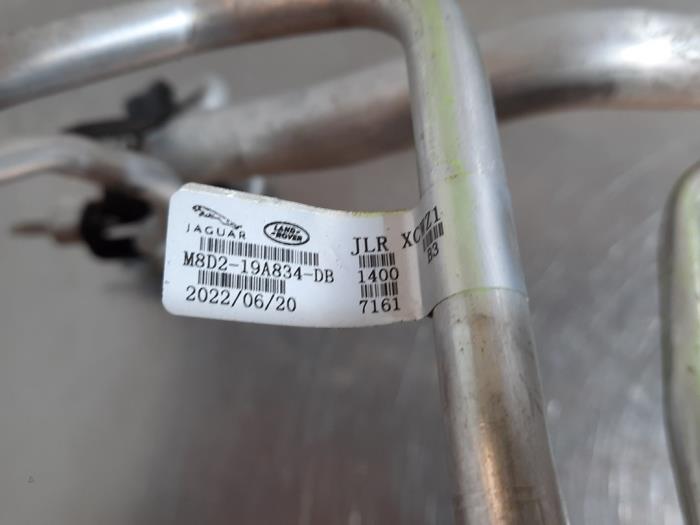 JAGUAR
LAND
ROVER
M8D2-19A834-DB
2022/06/20
JLR
1400
7161
B3